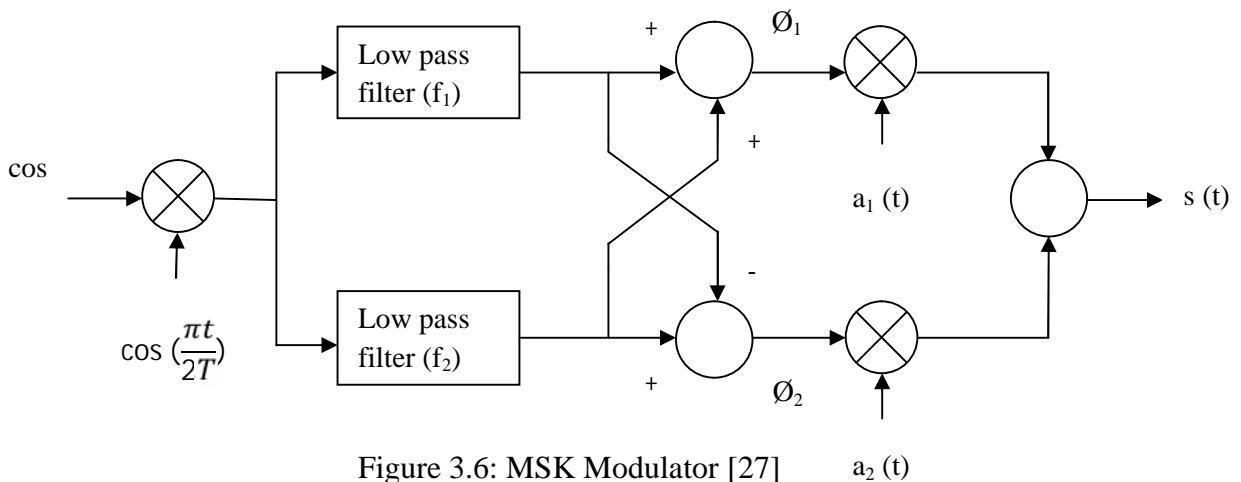 +
Ø₁
Low pass
filter (f₁)
+
cos
a₁ (t)
s (t)
-
Low pass
filter (f₂)
cos (πt/2T)
+
Ø₂
Figure 3.6: MSK Modulator [27]
a₂ (t)